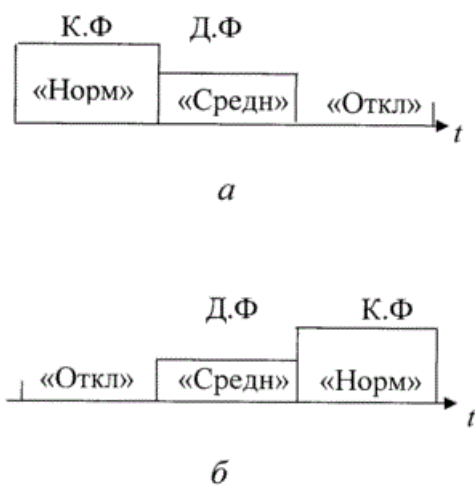 К.Ф Д.Ф
«Норм» «Средн» «Откл»
t
а
Д.Ф К.Ф
«Откл» «Средн» «Норм»
t
б